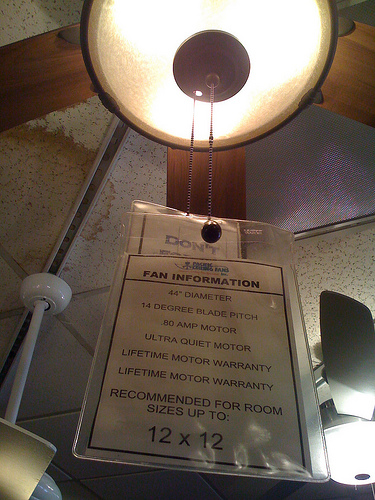 DON'T
FAN INFORMATION
44" DIAMETER
14 DEGREE BLADE PITCH
.80 AMP MOTOR
ULTRA QUIET MOTOR
LIFETIME MOTOR WARRANTY
LIFETIME MOTOR WARRANTY
RECOMMENDED FOR ROOM
SIZES UP TO:
12 x 12